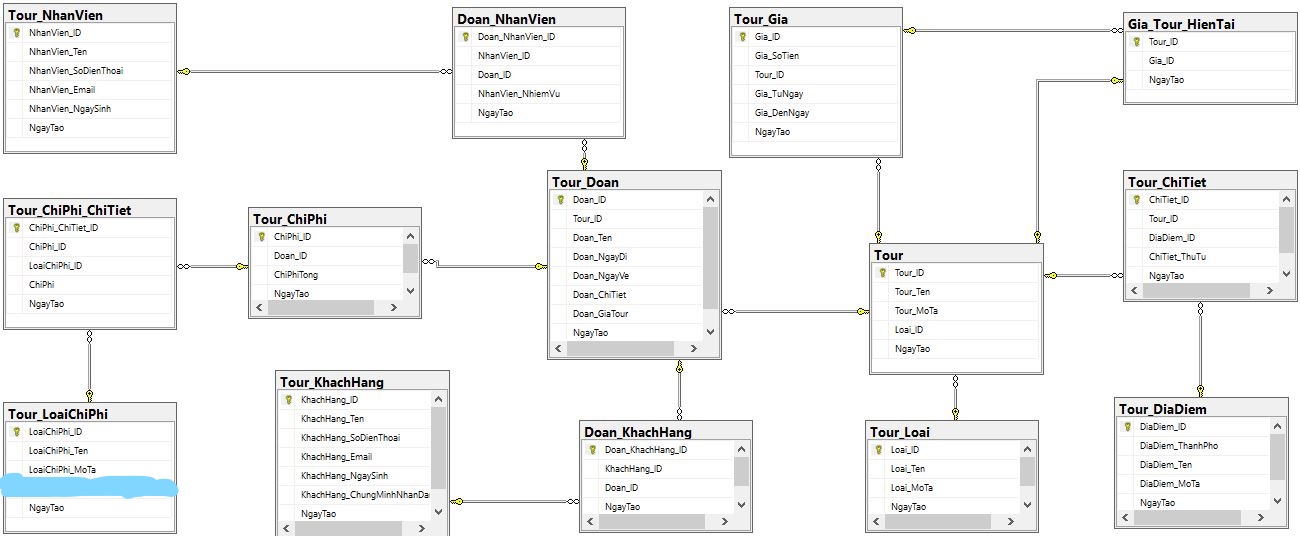 Tour_NhanVien
NhanVien_ID
NhanVien_Ten
NhanVien_SoDienThoai
NhanVien_Email
NhanVien_NgaySinh
NgayTao
Doan_NhanVien
Doan_NhanVien_ID
NhanVien_ID
Doan_ID
NhanVien_NhiemVu
NgayTao
Tour_Gia
Gia_ID
Gia_SoTien
Tour_ID
Gia_TuNgay
Gia_DenNgay
NgayTao
Gia_Tour_HienTai
Tour_ID
Gia_ID
NgayTao
Tour_ChiPhi_ChiTiet
ChiPhi_ChiTiet_ID
ChiPhi_ID
LoaiChiPhi_ID
ChiPhi
NgayTao
Tour_ChiPhi
ChiPhi_ID
Doan_ID
ChiPhiTong
NgayTao
Tour_Doan
Doan_ID
Tour_ID
Doan_Ten
Doan_NgayDi
Doan_NgayVe
Doan_ChiTiet
Doan_GiaTour
NgayTao
Tour
Tour_ID
Tour_Ten
Tour_MoTa
Loai_ID
NgayTao
Tour_ChiTiet
ChiTiet_ID
Tour_ID
DiaDiem_ID
ChiTiet_ThuTu
NgayTao
Tour_LoaiChiPhi
LoaiChiPhi_ID
LoaiChiPhi_Ten
LoaiChiPhi_MoTa
NgayTao
Tour_KhachHang
KhachHang_ID
KhachHang_Ten
KhachHang_SoDienThoai
KhachHang_Email
KhachHang_NgaySinh
KhachHang_ChungMinhNhanDa
NgayTao
Doan_KhachHang
Doan_KhachHang_ID
KhachHang_ID
Doan_ID
NgayTao
Tour_Loai
Loai_ID
Loai_Ten
Loai_MoTa
NgayTao
Tour_DiaDiem
DiaDiem_ID
DiaDiem_ThanhPho
DiaDiem_Ten
DiaDiem_MoTa
NgayTao